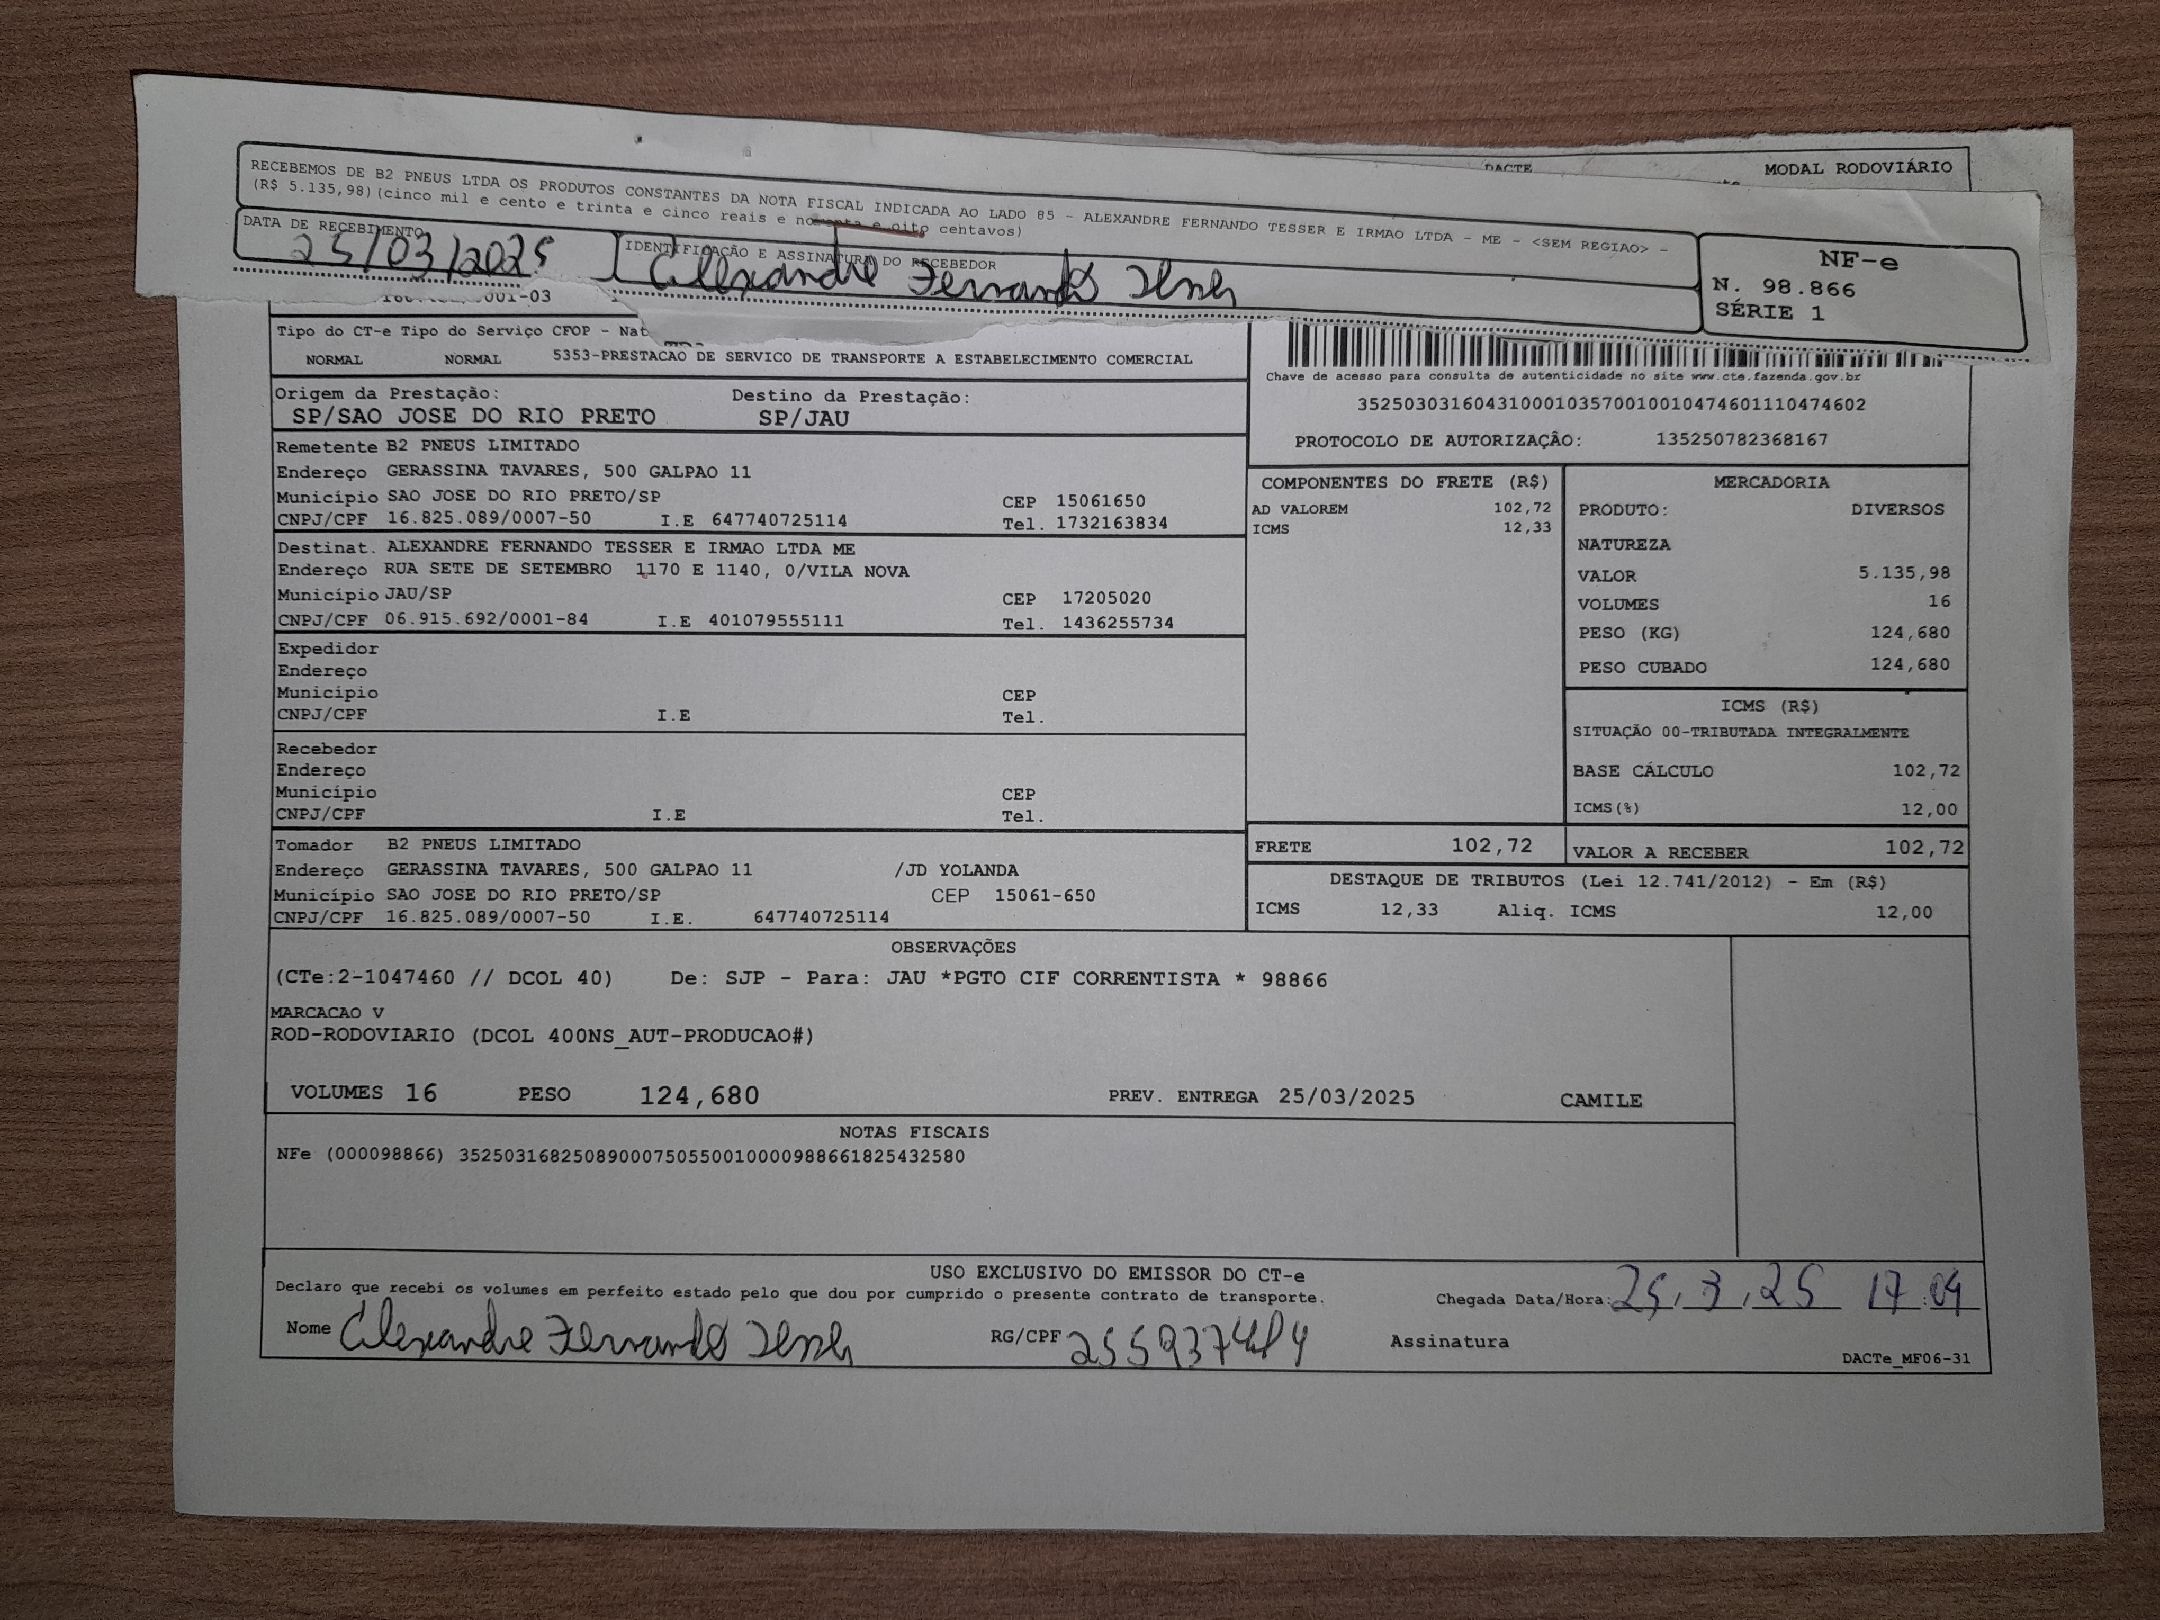 DACTE
MODAL RODOVIÁRIO
RECEBEMOS DE B2 PNEUS LTDA OS PRODUTOS CONSTANTES DA NOTA FISCAL INDICADA AO LADO 85 - ALEXANDRE FERNANDO TESSER E IRMAO LTDA - ME - <SEM REGIAO> -
(R$ 5.135,98)(cinco mil e cento e trinta e cinco reais e noventa e oito centavos)
DATA DE RECEBIMENTO
25/03/2025
IDENTIFICAÇÃO E ASSINATURA DO RECEBEDOR
Alexandre Fernando Tesser
NF-e
N. 98.866
SÉRIE 1
001-03
Tipo do CT-e Tipo do Serviço CFOP - Nat
NORMAL NORMAL 5353-PRESTACAO DE SERVICO DE TRANSPORTE A ESTABELECIMENTO COMERCIAL
Chave de acesso para consulta de autenticidade no site www.cte.fazenda.gov.br
35250303160431000103570010010474601110474602
PROTOCOLO DE AUTORIZAÇÃO: 135250782368167
Origem da Prestação: Destino da Prestação:
SP/SAO JOSE DO RIO PRETO SP/JAU
Remetente B2 PNEUS LIMITADO
Endereço GERASSINA TAVARES, 500 GALPAO 11
Município SAO JOSE DO RIO PRETO/SP CEP 15061650
CNPJ/CPF 16.825.089/0007-50 I.E 647740725114 Tel. 1732163834
Destinat. ALEXANDRE FERNANDO TESSER E IRMAO LTDA ME
Endereço RUA SETE DE SETEMBRO 1170 E 1140, 0/VILA NOVA
Município JAU/SP CEP 17205020
CNPJ/CPF 06.915.692/0001-84 I.E 401079555111 Tel. 1436255734
Expedidor
Endereço
Município CEP
CNPJ/CPF I.E Tel.
Recebedor
Endereço
Município CEP
CNPJ/CPF I.E Tel.
Tomador B2 PNEUS LIMITADO
Endereço GERASSINA TAVARES, 500 GALPAO 11 /JD YOLANDA
Município SAO JOSE DO RIO PRETO/SP CEP 15061-650
CNPJ/CPF 16.825.089/0007-50 I.E. 647740725114
COMPONENTES DO FRETE (R$)
AD VALOREM 102,72
ICMS 12,33
MERCADORIA
PRODUTO: DIVERSOS
NATUREZA
VALOR 5.135,98
VOLUMES 16
PESO (KG) 124,680
PESO CUBADO 124,680
ICMS (R$)
SITUAÇÃO 00-TRIBUTADA INTEGRALMENTE
BASE CÁLCULO 102,72
ICMS(%) 12,00
FRETE 102,72
VALOR A RECEBER 102,72
DESTAQUE DE TRIBUTOS (Lei 12.741/2012) - Em (R$)
ICMS 12,33 Aliq. ICMS 12,00
OBSERVAÇÕES
(CTe:2-1047460 // DCOL 40) De: SJP - Para: JAU *PGTO CIF CORRENTISTA * 98866
MARCACAO V
ROD-RODOVIARIO (DCOL 400NS_AUT-PRODUCAO#)
VOLUMES 16 PESO 124,680 PREV. ENTREGA 25/03/2025 CAMILE
NOTAS FISCAIS
NFe (000098866) 35250316825089000750550010000988661825432580
USO EXCLUSIVO DO EMISSOR DO CT-e
Declaro que recebi os volumes em perfeito estado pelo que dou por cumprido o presente contrato de transporte.
Chegada Data/Hora: 25, 3, 25 17:04
Nome Alexandre Fernando Tesser RG/CPF Assinatura
DACTe_MF06-31